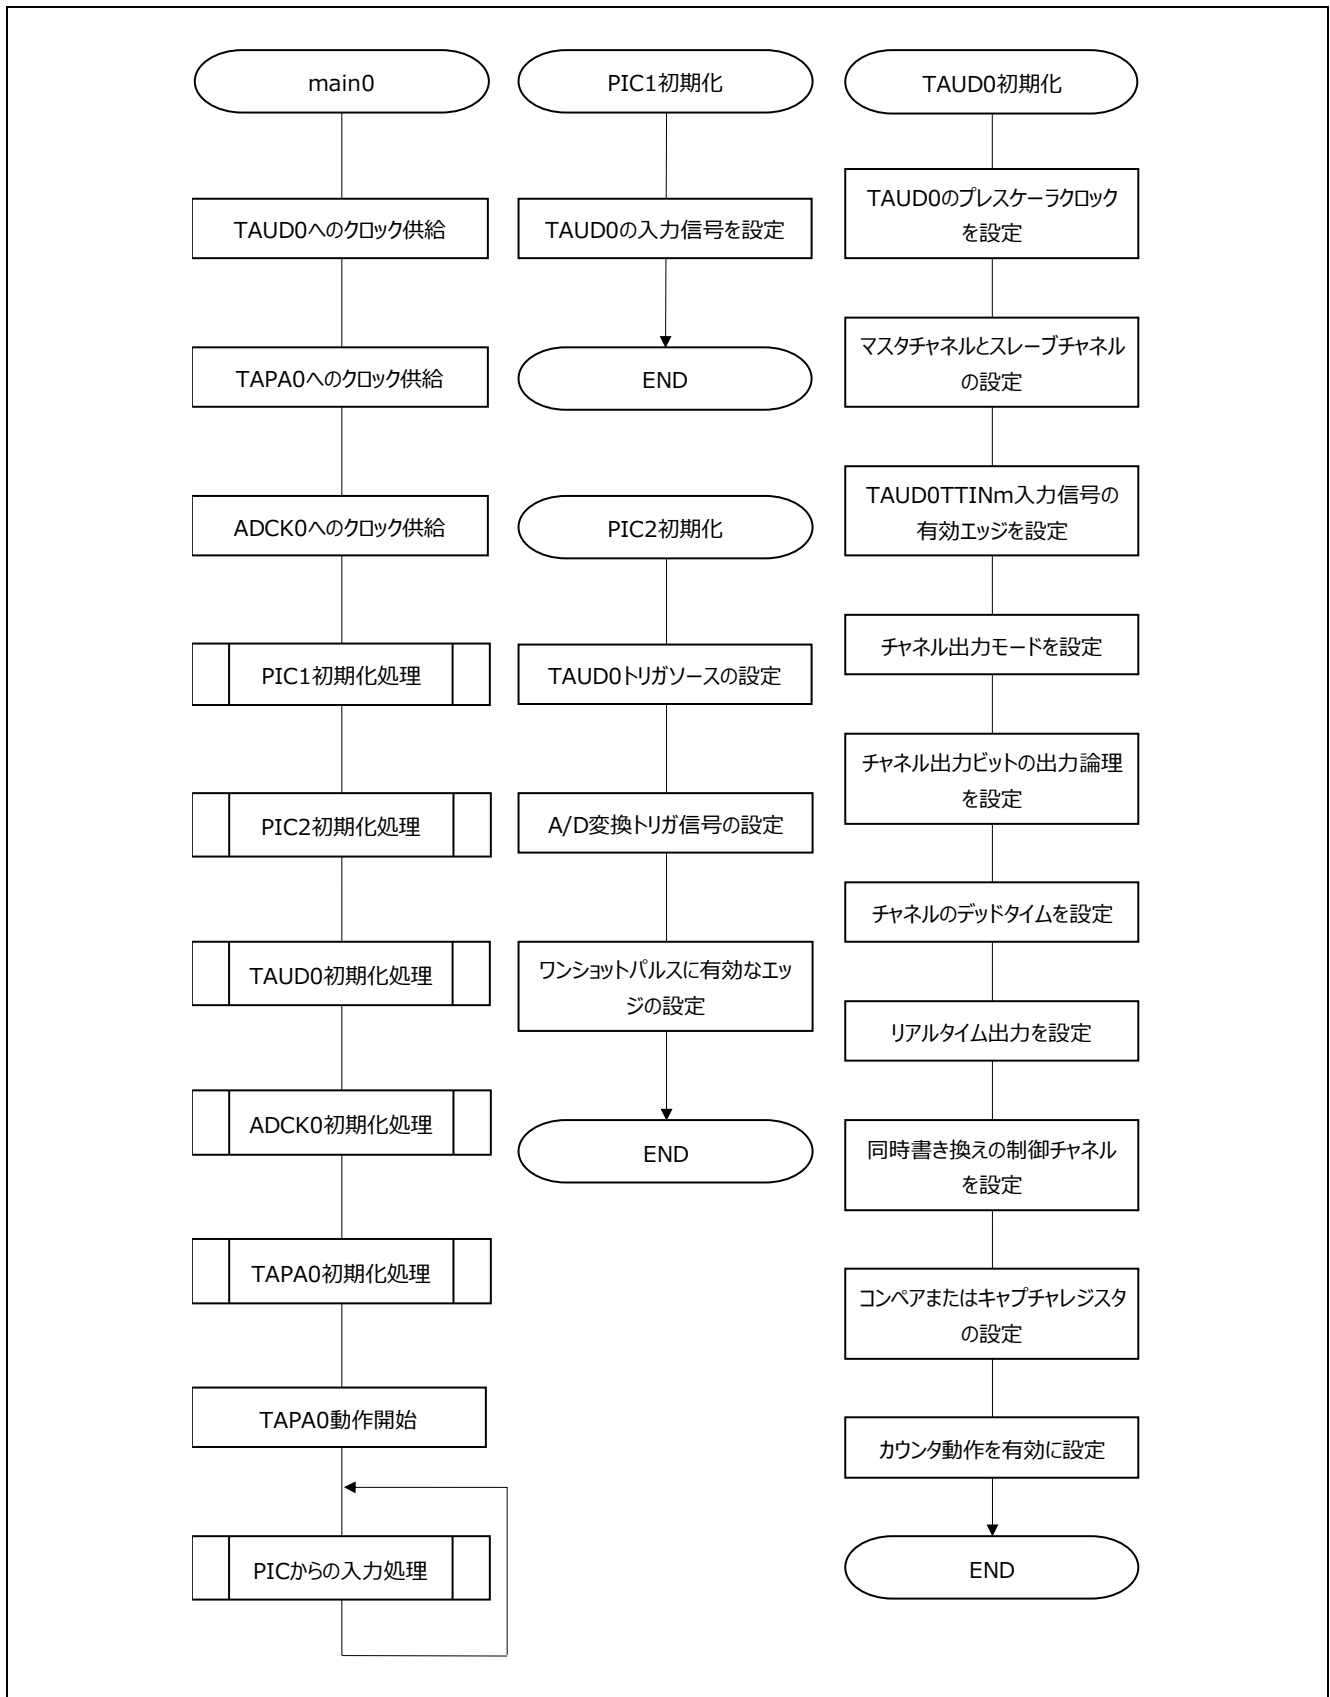 main0
TAUD0へのクロック供給
TAPA0へのクロック供給
ADCK0へのクロック供給
PIC1初期化処理
PIC2初期化処理
TAUD0初期化処理
ADCK0初期化処理
TAPA0初期化処理
TAPA0動作開始
PICからの入力処理
PIC1初期化
TAUD0の入力信号を設定
END
PIC2初期化
TAUD0トリガソースの設定
A/D変換トリガ信号の設定
ワンショットパルスに有効なエッ
ジの設定
END
TAUD0初期化
TAUD0のプレスケーラクロック
を設定
マスタチャネルとスレーブチャネル
の設定
TAUD0TTINm入力信号の
有効エッジを設定
チャネル出力モードを設定
チャネル出力ビットの出力論理
を設定
チャネルのデッドタイムを設定
リアルタイム出力を設定
同時書き換えの制御チャネル
を設定
コンペアまたはキャプチャレジスタ
の設定
カウンタ動作を有効に設定
END